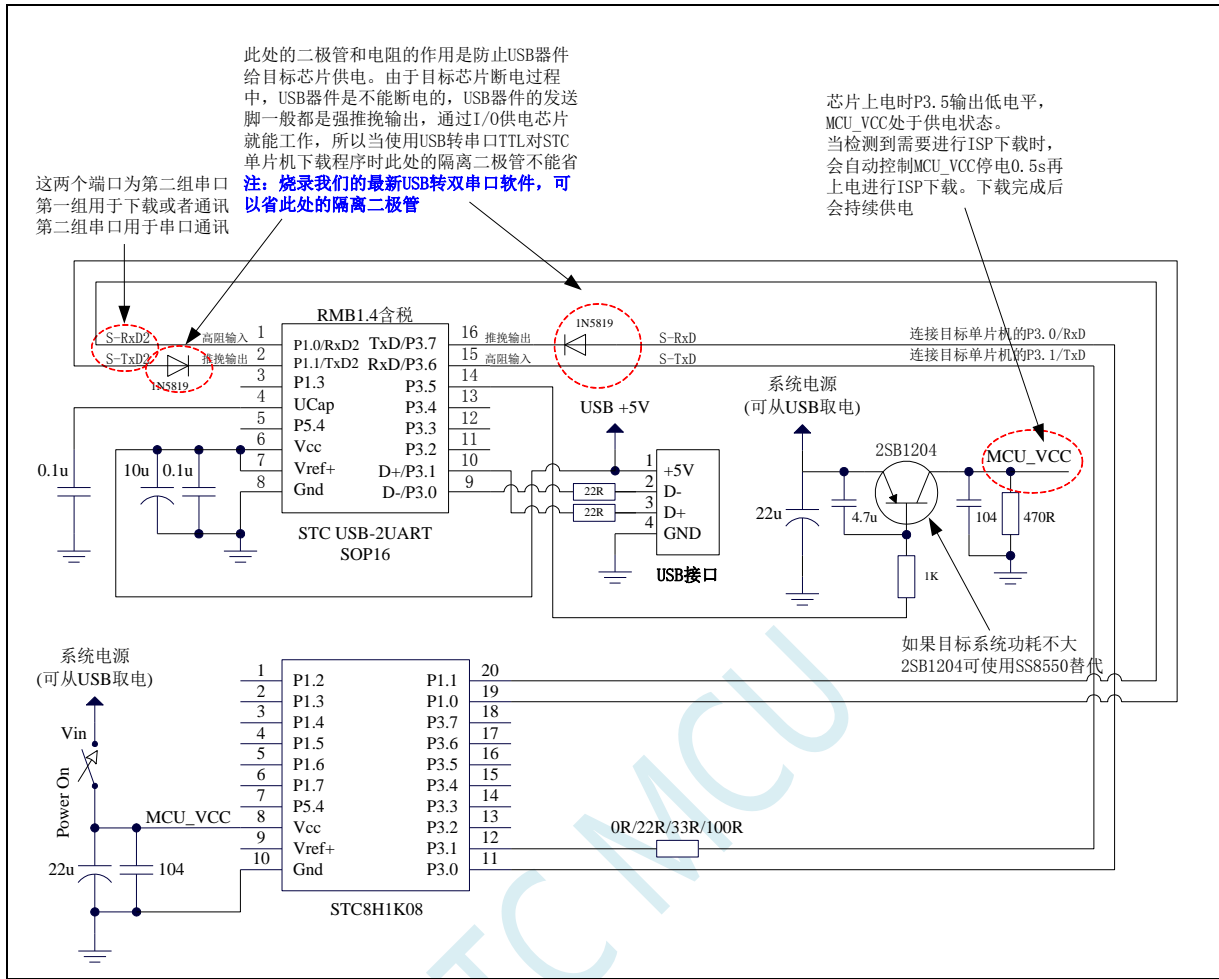 此处的二极管和电阻的作用是防止USB器件
给目标芯片供电。由于目标芯片断电过程
中，USB器件是不能断电的，USB器件的发送
脚一般都是强推挽输出，通过I/O供电芯片
就能工作，所以当使用USB转串口TTL对STC
单片机下载程序时此处的隔离二极管不能省
注：烧录我们的最新USB转双串口软件，可
以省此处的隔离二极管
这两个端口为第二组串口
第一组用于下载或者通讯
第二组串口用于串口通讯
芯片上电时P3.5输出低电平，
MCU_VCC处于供电状态。
当检测到需要进行ISP下载时，
会自动控制MCU_VCC停电0.5s再
上电进行ISP下载。下载完成后
会持续供电
RMB1.4含税
S-RxD2 高阻输入 1 P1.0/RxD2 TxD/P3.7 16 推挽输出 1N5819 S-RxD 连接目标单片机的P3.0/RxD
S-TxD2 1N5819 推挽输出 2 P1.1/TxD2 RxD/P3.6 15 高阻输入 S-TxD 连接目标单片机的P3.1/TxD
3 P1.3 P3.5 14
4 UCap P3.4 13
5 P5.4 P3.3 12
6 Vcc P3.2 11
7 Vref+ D+/P3.1 10
8 Gnd D-/P3.0 9
STC USB-2UART
SOP16
0.1u 10u 0.1u
22R
22R
USB +5V
1 +5V
2 D-
3 D+
4 GND
USB接口
系统电源
(可从USB取电)
2SB1204
MCU_VCC
22u 4.7u 104 470R
1K
如果目标系统功耗不大
2SB1204可使用SS8550替代
系统电源
(可从USB取电)
Vin
Power On
MCU_VCC
22u 104
1 P1.2 P1.1 20
2 P1.3 P1.0 19
3 P1.4 P3.7 18
4 P1.5 P3.6 17
5 P1.6 P3.5 16
6 P1.7 P3.4 15
7 P5.4 P3.3 14
8 Vcc P3.2 13
9 Vref+ P3.1 12
10 Gnd P3.0 11
0R/22R/33R/100R
STC8H1K08
STC MCU